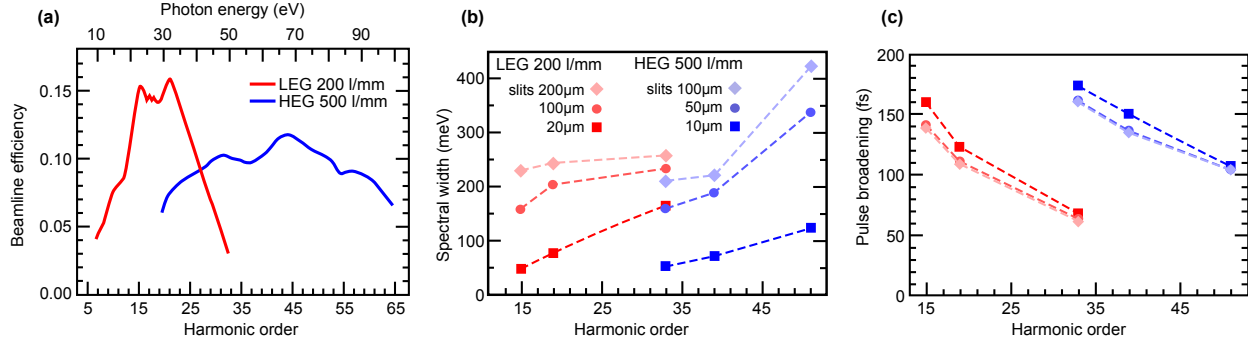 (a)
Photon energy (eV)
10 30 50 70 90
0.15
0.10
0.05
0.00
Beamline efficiency
LEG 200 l/mm
HEG 500 l/mm
5 15 25 35 45 55 65
Harmonic order
(b)
400
300
200
100
0
Spectral width (meV)
LEG 200 l/mm
slits 200µm
100µm
20µm
HEG 500 l/mm
slits 100µm
50µm
10µm
15 25 35 45
Harmonic order
(c)
200
150
100
50
0
Pulse broadening (fs)
15 25 35 45
Harmonic order